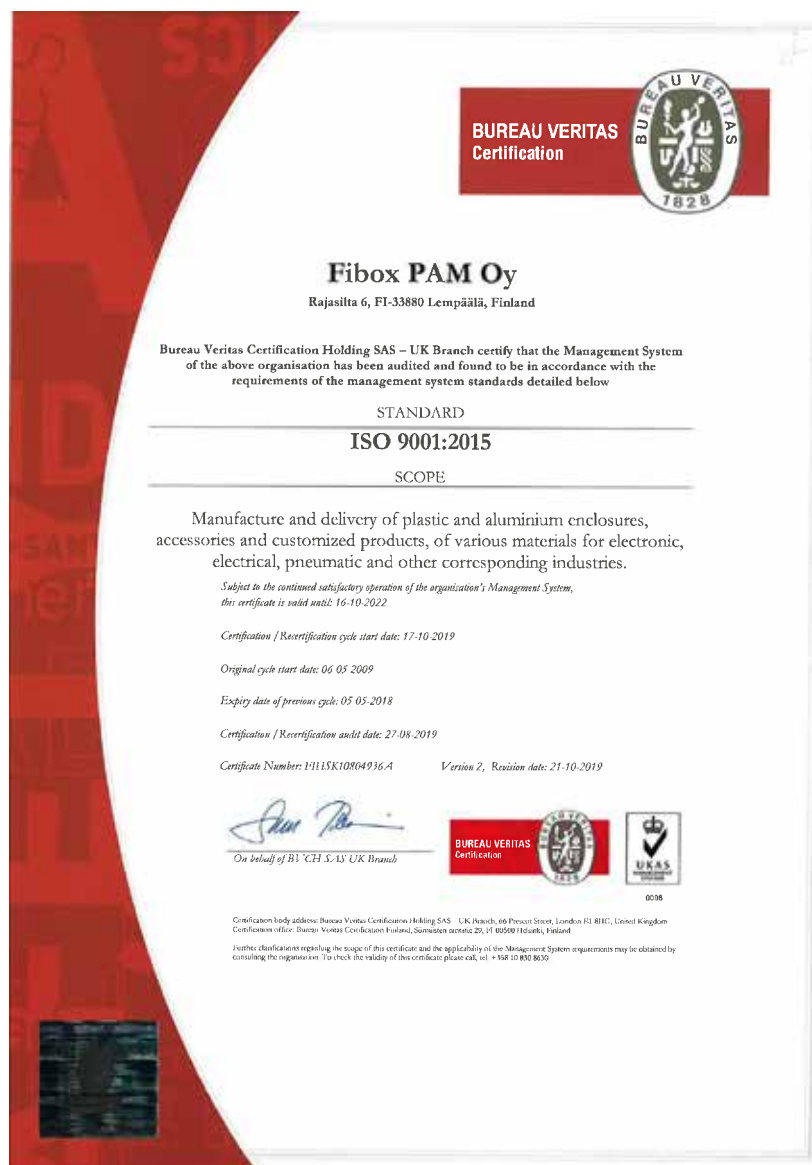 BUREAU VERITAS
Certification
BUREAU VERITAS
1828
Fibox PAM Oy
Rajasilta 6, FI-33880 Lempäälä, Finland
Bureau Veritas Certification Holding SAS – UK Branch certify that the Management System
of the above organisation has been audited and found to be in accordance with the
requirements of the management system standards detailed below
STANDARD
ISO 9001:2015
SCOPE
Manufacture and delivery of plastic and aluminium enclosures,
accessories and customized products, of various materials for electronic,
electrical, pneumatic and other corresponding industries.
Subject to the continued satisfactory operation of the organisation's Management System,
this certificate is valid until: 16-10-2022
Certification / Recertification cycle start date: 17-10-2019
Original cycle start date: 06-05-2009
Expiry date of previous cycle: 05-05-2018
Certification / Recertification audit date: 27-08-2019
Certificate Number: Version 2, Revision date: 21-10-2019
On behalf of BVCH SAS UK Branch
BUREAU VERITAS
Certification
BUREAU VERITAS
1828
UKAS
MANAGEMENT
SYSTEMS
0008
Certification body address: Bureau Veritas Certification Holding SAS – UK Branch, 66 Prescot Street, London E1 8HG, United Kingdom
Certification office: Bureau Veritas Certification Finland, 29, FI 00500 Helsinki, Finland
Further clarifications regarding the scope of this certificate and the applicability of the Management System requirements may be obtained by
consulting the organisation. To check the validity of this certificate please call, tel. +358 10 830 8630